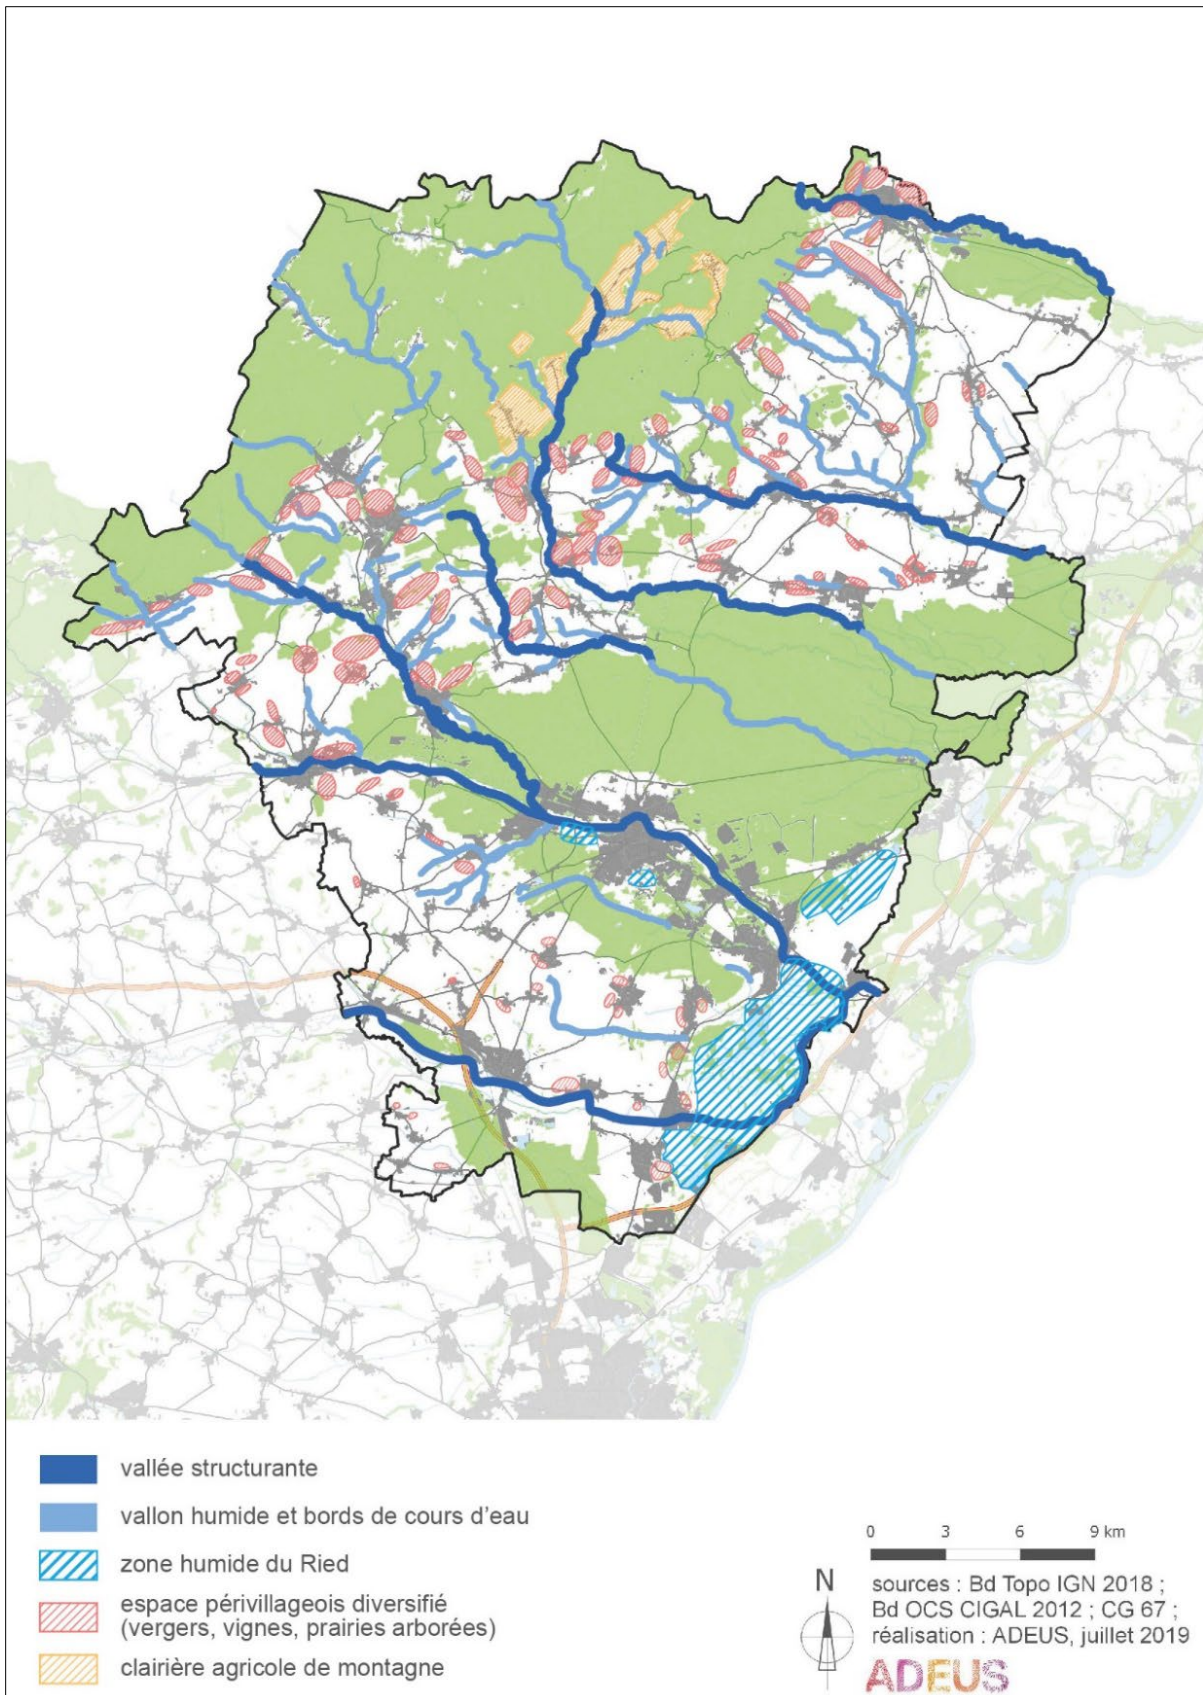 vallée structurante
vallon humide et bords de cours d'eau
zone humide du Ried
espace périvillageois diversifié
(vergers, vignes, prairies arborées)
clairière agricole de montagne
0 3 6 9 km
N
sources : Bd Topo IGN 2018 ;
Bd OCS CIGAL 2012 ; CG 67 ;
réalisation : ADEUS, juillet 2019
ADEUS